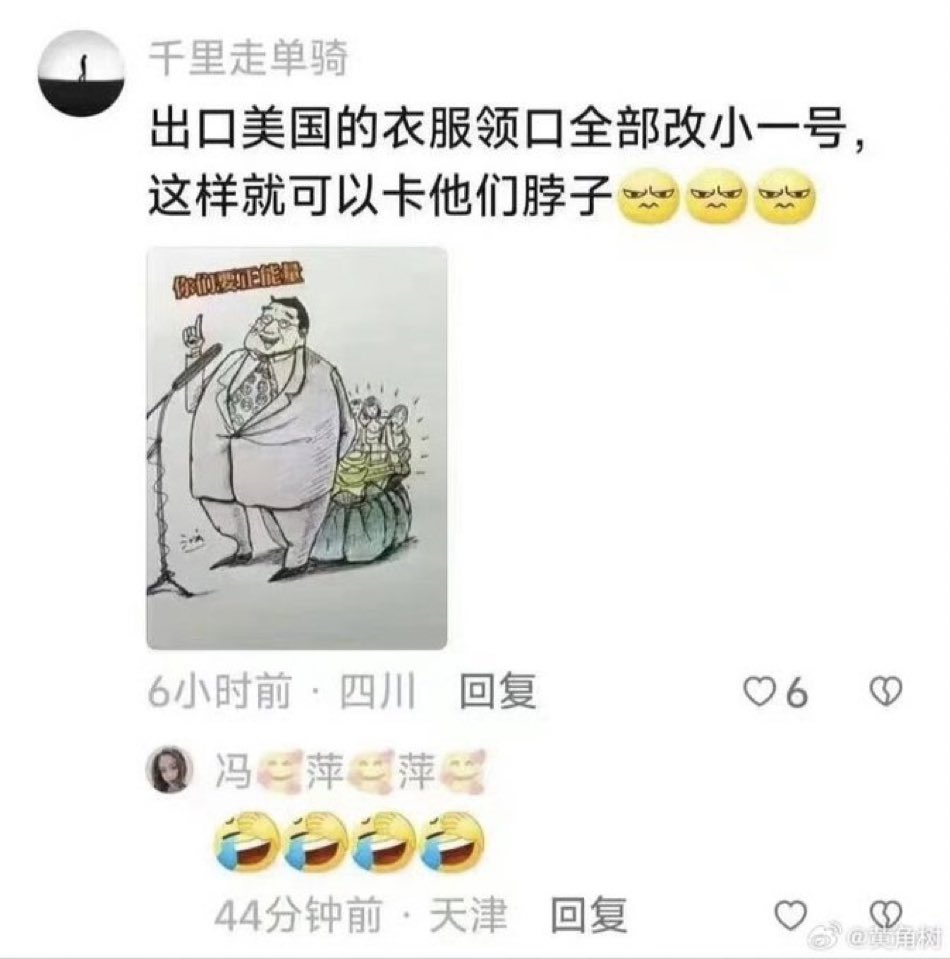 千里走单骑
出口美国的衣服领口全部改小一号，
这样就可以卡他们脖子
你们要正能量
6小时前 · 四川 回复 6
冯 萍 萍
44分钟前 · 天津 回复
@黄角树